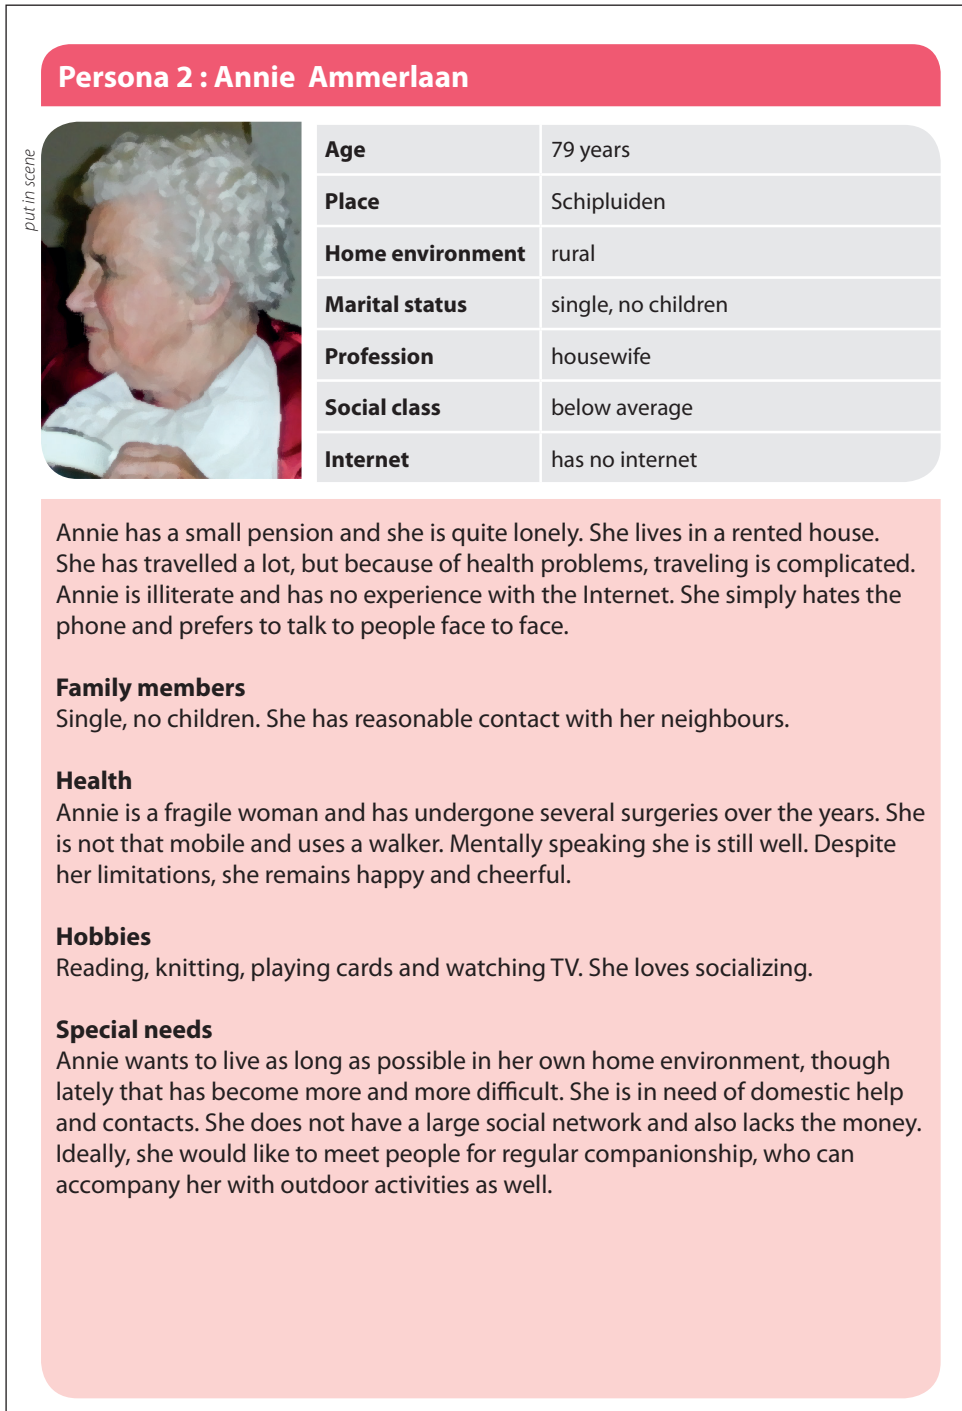 Persona 2 : Annie Ammerlaan
put in scene
Age 79 years
Place Schipluiden
Home environment rural
Marital status single, no children
Profession housewife
Social class below average
Internet has no internet
Annie has a small pension and she is quite lonely. She lives in a rented house.
She has travelled a lot, but because of health problems, traveling is complicated.
Annie is illiterate and has no experience with the Internet. She simply hates the
phone and prefers to talk to people face to face.
Family members
Single, no children. She has reasonable contact with her neighbours.
Health
Annie is a fragile woman and has undergone several surgeries over the years. She
is not that mobile and uses a walker. Mentally speaking she is still well. Despite
her limitations, she remains happy and cheerful.
Hobbies
Reading, knitting, playing cards and watching TV. She loves socializing.
Special needs
Annie wants to live as long as possible in her own home environment, though
lately that has become more and more difficult. She is in need of domestic help
and contacts. She does not have a large social network and also lacks the money.
Ideally, she would like to meet people for regular companionship, who can
accompany her with outdoor activities as well.